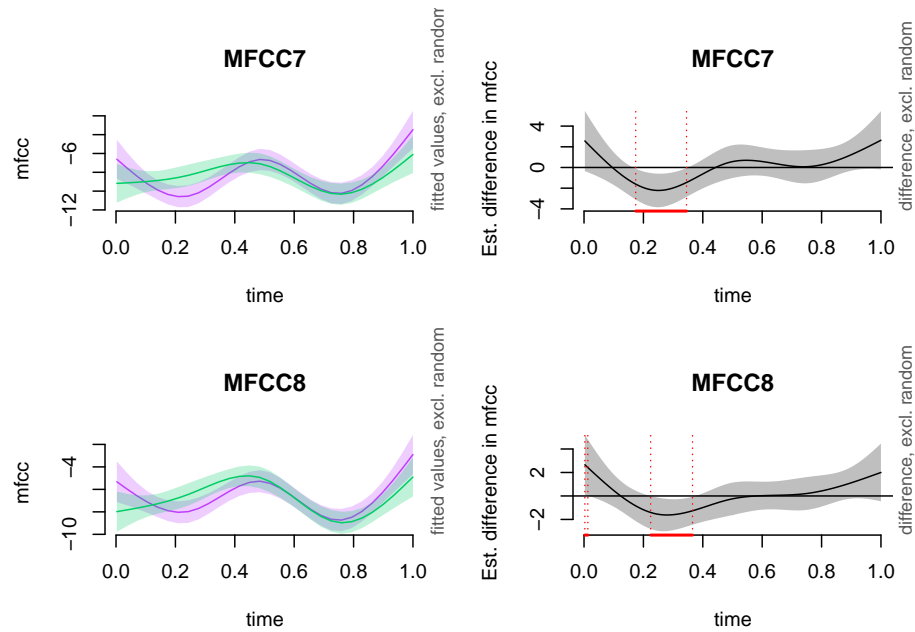 MFCC7
mfcc
−6
−12
0.0 0.2 0.4 0.6 0.8 1.0
time
fitted values, excl. random
MFCC7
Est. difference in mfcc
4
0
−4
0.0 0.2 0.4 0.6 0.8 1.0
time
difference, excl. random
MFCC8
mfcc
−4
−10
0.0 0.2 0.4 0.6 0.8 1.0
time
fitted values, excl. random
MFCC8
Est. difference in mfcc
2
−2
0.0 0.2 0.4 0.6 0.8 1.0
time
difference, excl. random